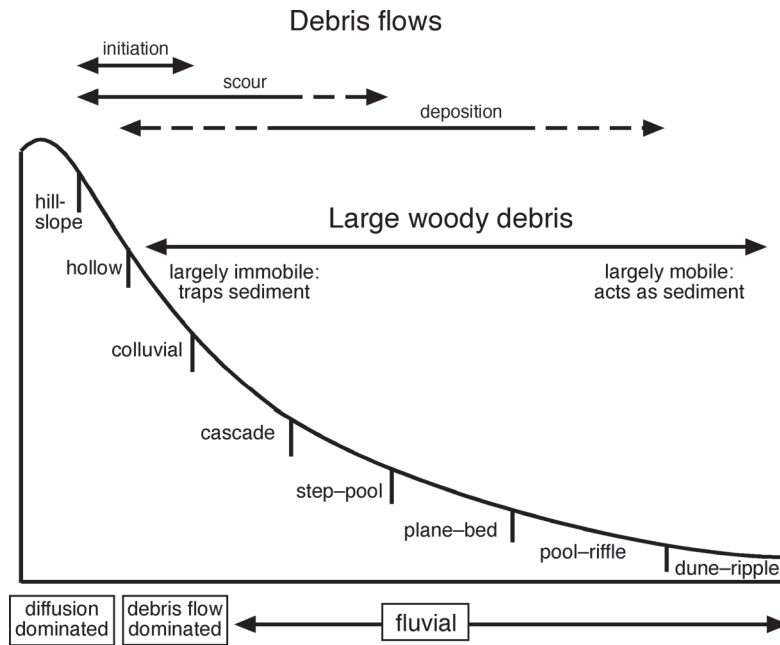 Debris flows
initiation
scour
deposition
hill-
slope
Large woody debris
hollow
largely immobile:
traps sediment
largely mobile:
acts as sediment
colluvial
cascade
step–pool
plane–bed
pool–riffle
dune–ripple
diffusion
dominated
debris flow
dominated
fluvial